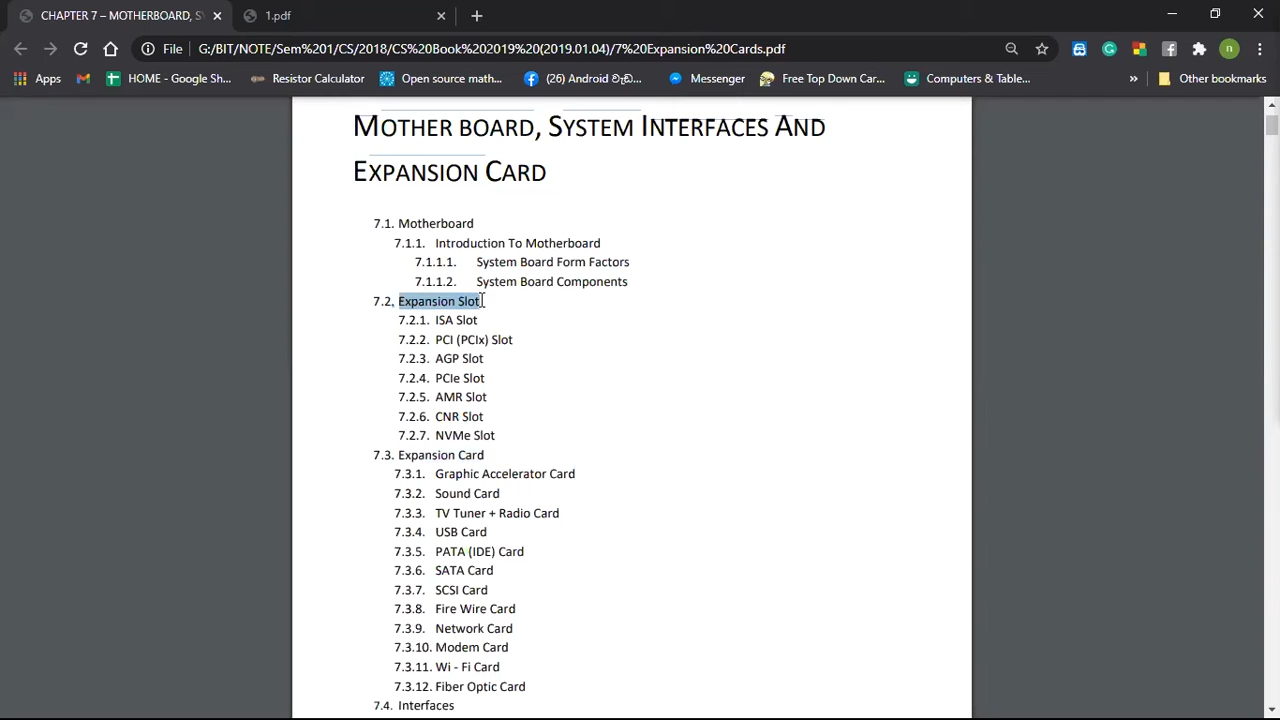 CHAPTER 7 – MOTHERBOARD, S
1.pdf
File G:/BIT/NOTE/Sem%201/CS/2018/CS%20Book%202019%20(2019.01.04)/7%20Expansion%20Cards.pdf
n
Apps HOME - Google Sh... Resistor Calculator Open source math... (26) Android වැඩ... Messenger Free Top Down Car... Computers & Table... » Other bookmarks
MOTHER BOARD, SYSTEM INTERFACES AND
EXPANSION CARD
7.1. Motherboard
7.1.1. Introduction To Motherboard
7.1.1.1. System Board Form Factors
7.1.1.2. System Board Components
7.2. Expansion Slot
7.2.1. ISA Slot
7.2.2. PCI (PCIx) Slot
7.2.3. AGP Slot
7.2.4. PCIe Slot
7.2.5. AMR Slot
7.2.6. CNR Slot
7.2.7. NVMe Slot
7.3. Expansion Card
7.3.1. Graphic Accelerator Card
7.3.2. Sound Card
7.3.3. TV Tuner + Radio Card
7.3.4. USB Card
7.3.5. PATA (IDE) Card
7.3.6. SATA Card
7.3.7. SCSI Card
7.3.8. Fire Wire Card
7.3.9. Network Card
7.3.10. Modem Card
7.3.11. Wi - Fi Card
7.3.12. Fiber Optic Card
7.4. Interfaces